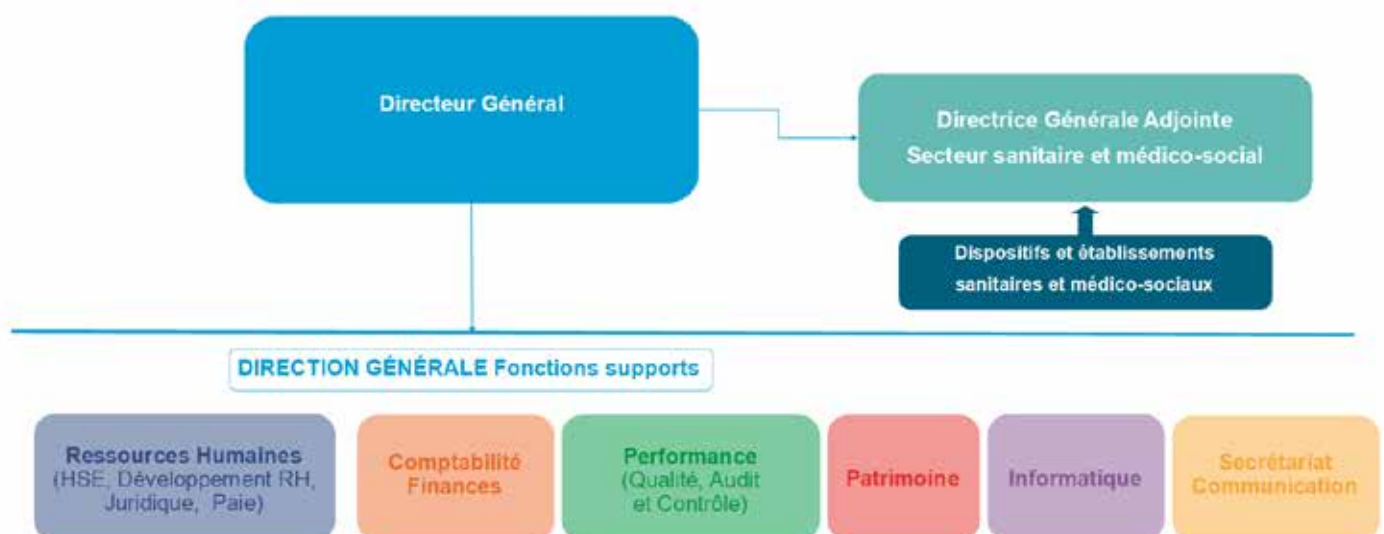 Directeur Général
Directrice Générale Adjointe
Secteur sanitaire et médico-social
Dispositifs et établissements
sanitaires et médico-sociaux
DIRECTION GÉNÉRALE Fonctions supports
Ressources Humaines
(HSE, Développement RH,
Juridique, Paie)
Comptabilité
Finances
Performance
(Qualité, Audit
et Contrôle)
Patrimoine
Informatique
Secrétariat
Communication